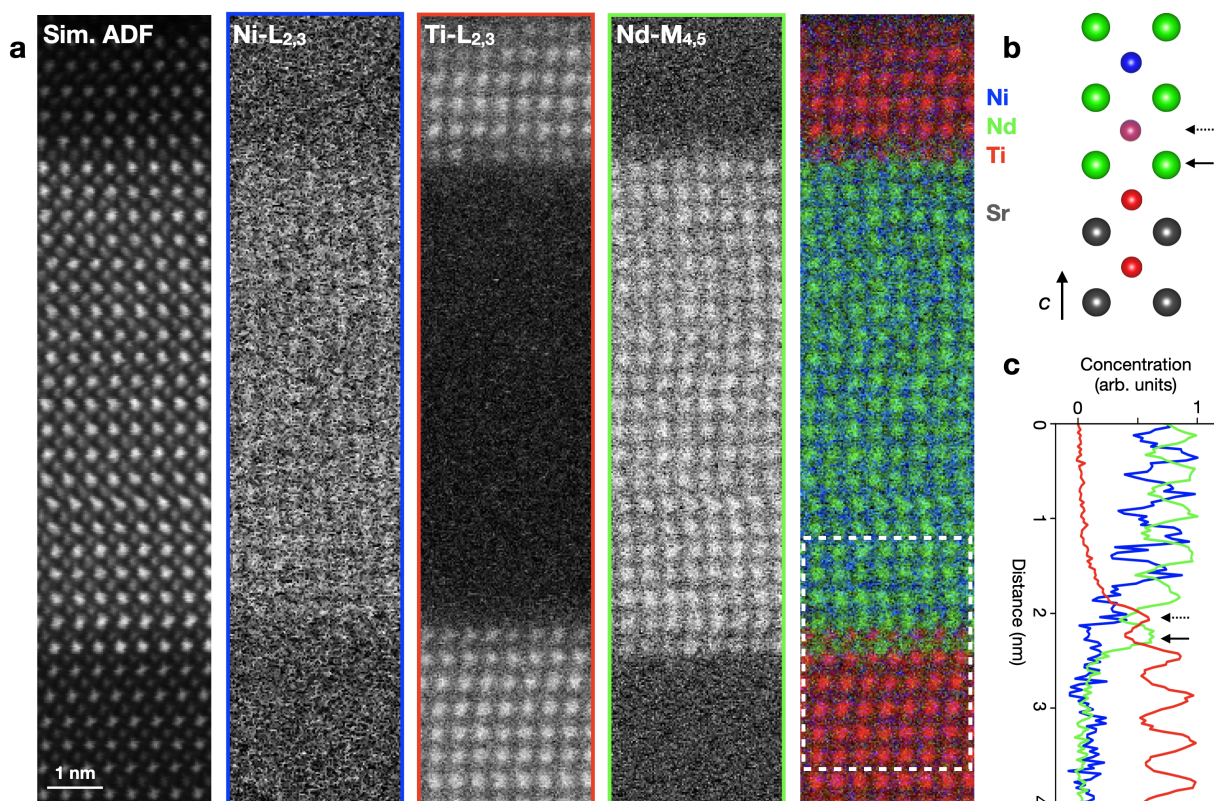 a
Sim. ADF
Ni-L2,3
Ti-L2,3
Nd-M4,5
1 nm
b
Ni
Nd
Ti
Sr
c
c
Concentration
(arb. units)
0 1
0
1
2
3
Distance (nm)